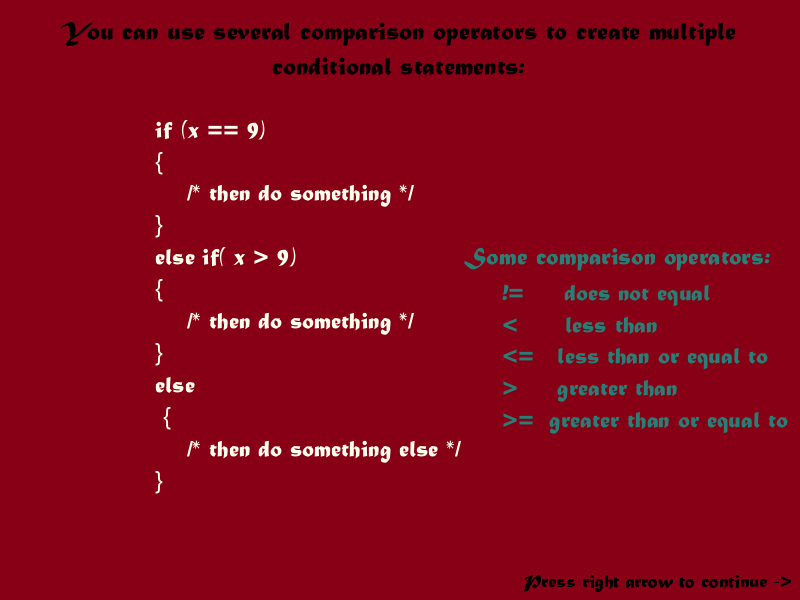 You can use several comparison operators to create multiple
conditional statements:
if (x == 9)
{
/* then do something */
}
else if( x > 9)
{
/* then do something */
}
else
{
/* then do something else */
}
Some comparison operators:
!= does not equal
< less than
<= less than or equal to
> greater than
>= greater than or equal to
Press right arrow to continue ->